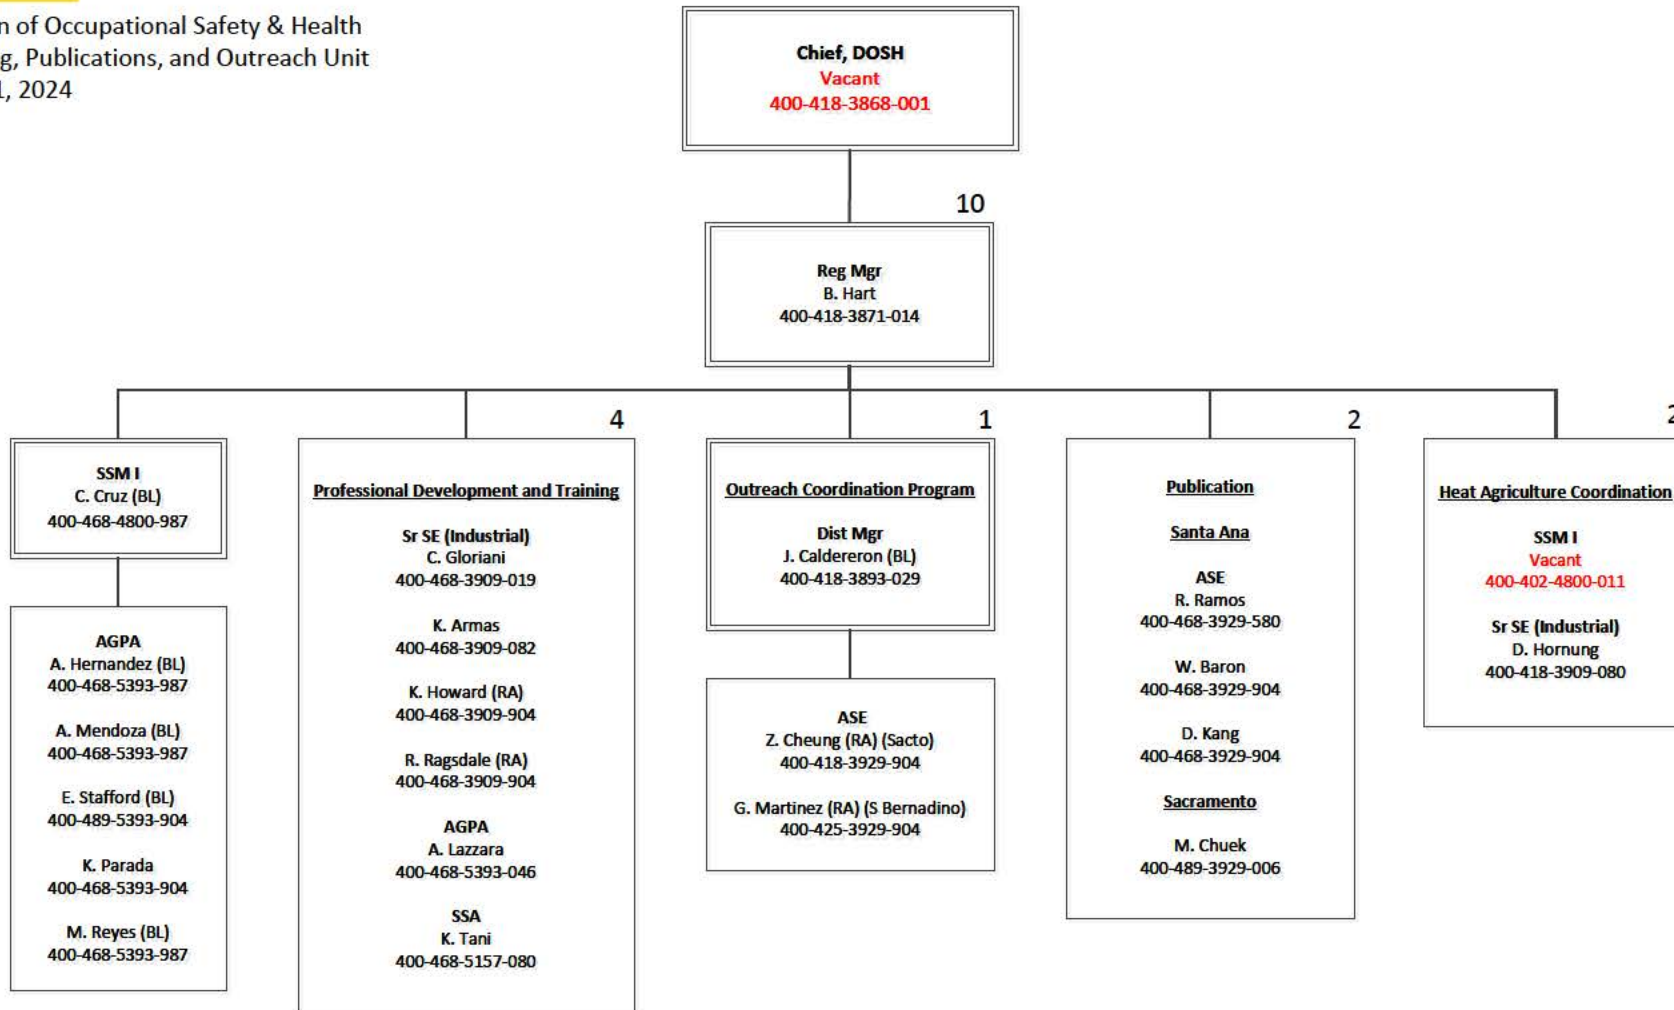 n of Occupational Safety & Health
g, Publications, and Outreach Unit
1, 2024
Chief, DOSH
Vacant
400-418-3868-001
10
Reg Mgr
B. Hart
400-418-3871-014
SSM I
C. Cruz (BL)
400-468-4800-987
AGPA
A. Hernandez (BL)
400-468-5393-987
A. Mendoza (BL)
400-468-5393-987
E. Stafford (BL)
400-489-5393-904
K. Parada
400-468-5393-904
M. Reyes (BL)
400-468-5393-987
4
Professional Development and Training
Sr SE (Industrial)
C. Gloriani
400-468-3909-019
K. Armas
400-468-3909-082
K. Howard (RA)
400-468-3909-904
R. Ragsdale (RA)
400-468-3909-904
AGPA
A. Lazzara
400-468-5393-046
SSA
K. Tani
400-468-5157-080
1
Outreach Coordination Program
Dist Mgr
J. Caldereron (BL)
400-418-3893-029
ASE
Z. Cheung (RA) (Sacto)
400-418-3929-904
G. Martinez (RA) (S Bernadino)
400-425-3929-904
2
Publication
Santa Ana
ASE
R. Ramos
400-468-3929-580
W. Baron
400-468-3929-904
D. Kang
400-468-3929-904
Sacramento
M. Chuek
400-489-3929-006
2
Heat Agriculture Coordination
SSM I
Vacant
400-402-4800-011
Sr SE (Industrial)
D. Hornung
400-418-3909-080